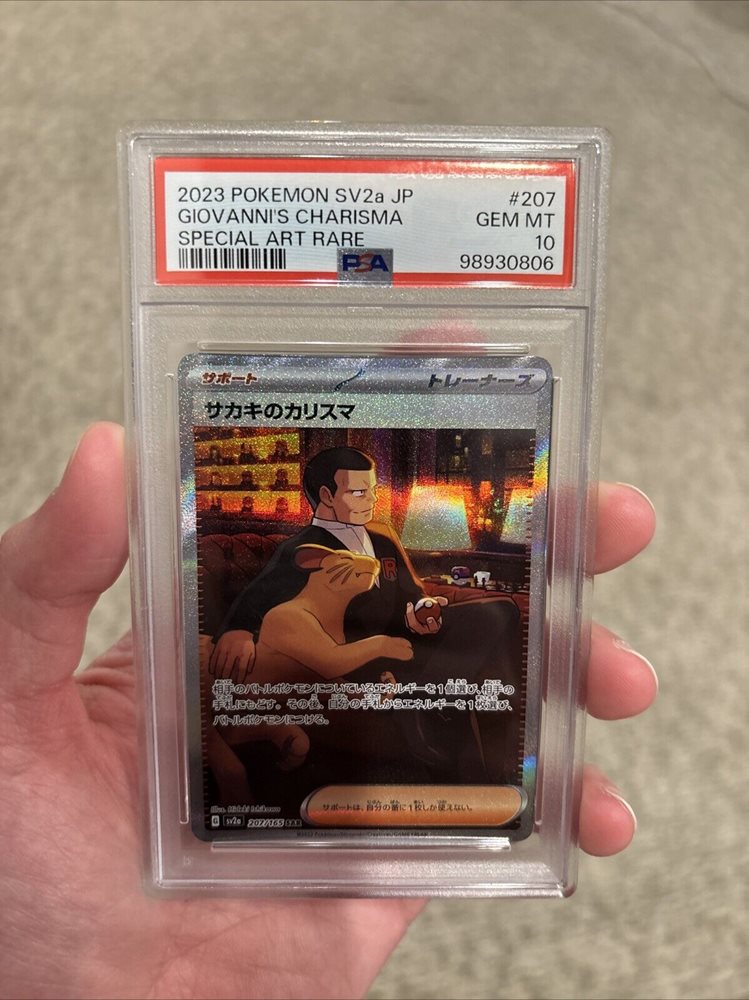 2023 POKEMON SV2a JP #207
GIOVANNI'S CHARISMA GEM MT
SPECIAL ART RARE 10
PSA 98930806
サポート トレーナーズ
サカキのカリスマ
R
相手のバトルポケモンについているエネルギーを1個選び、相手の
手札にもどす。その後、自分の手札からエネルギーを1枚選び、
バトルポケモンにつける。
サポートは、自分の番に1枚しか使えない。
Illus. Hideki Ishikawa
G sv2a 207/165 SAR